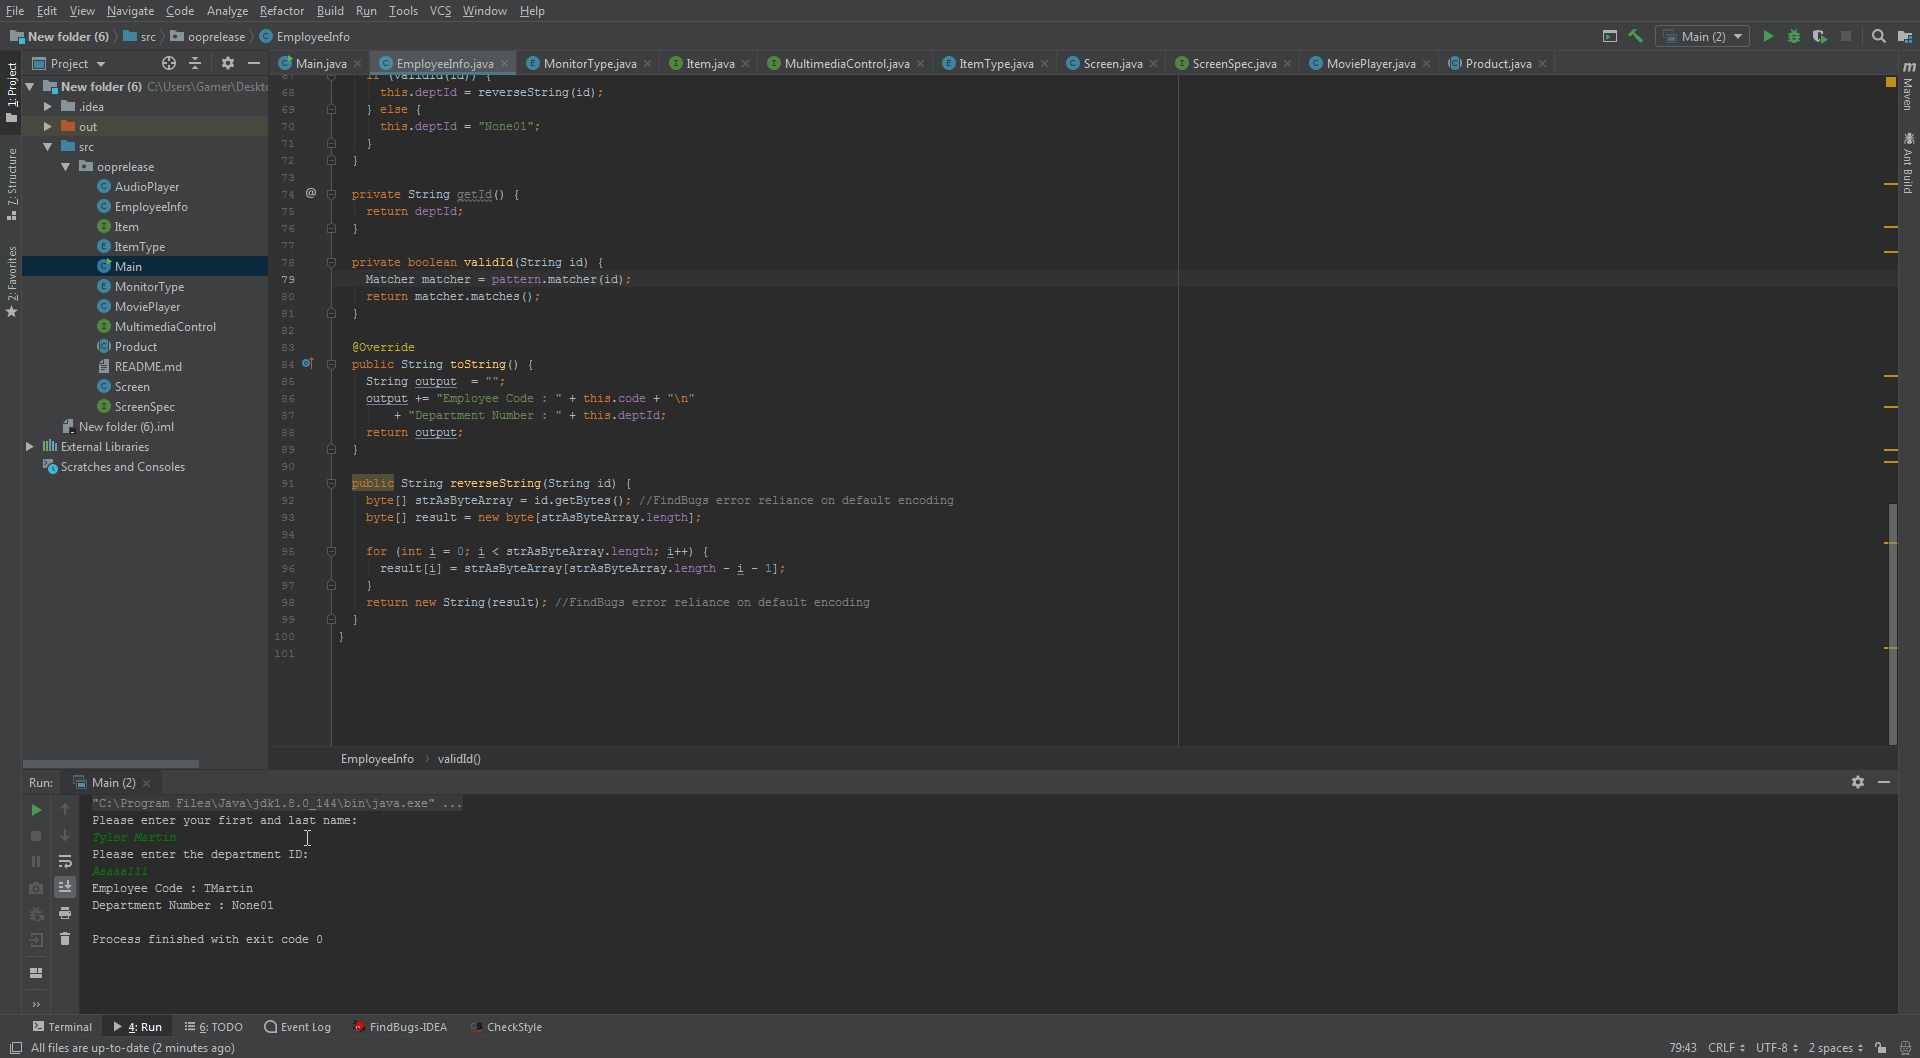 File Edit View Navigate Code Analyze Refactor Build Run Tools VCS Window Help
New folder (6) src ooprelease EmployeeInfo Main (2)
Project
Main.java EmployeeInfo.java MonitorType.java Item.java MultimediaControl.java ItemType.java Screen.java ScreenSpec.java MoviePlayer.java Product.java
1: Project
7: Structure
2: Favorites
Maven
Ant Build
New folder (6) C:\Users\Gamer\Deskt
.idea
out
src
ooprelease
AudioPlayer
EmployeeInfo
Item
ItemType
Main
MonitorType
MoviePlayer
MultimediaControl
Product
README.md
Screen
ScreenSpec
New folder (6).iml
External Libraries
Scratches and Consoles
67 if (validId(id)) {
68 this.deptId = reverseString(id);
69 } else {
70 this.deptId = "None01";
71 }
72 }
73
74 @ private String getId() {
75 return deptId;
76 }
77
78 private boolean validId(String id) {
79 Matcher matcher = pattern.matcher(id);
80 return matcher.matches();
81 }
82
83 @Override
84 public String toString() {
85 String output  = "";
86 output += "Employee Code : " + this.code + "\n"
87 + "Department Number : " + this.deptId;
88 return output;
89 }
90
91 public String reverseString(String id) {
92 byte[] strAsByteArray = id.getBytes(); //FindBugs error reliance on default encoding
93 byte[] result = new byte[strAsByteArray.length];
94
95 for (int i = 0; i < strAsByteArray.length; i++) {
96 result[i] = strAsByteArray[strAsByteArray.length - i - 1];
97 }
98 return new String(result); //FindBugs error reliance on default encoding
99 }
100 }
101
EmployeeInfo validId()
Run: Main (2)
"C:\Program Files\Java\jdk1.8.0_144\bin\java.exe" ...
Please enter your first and last name:
Tyler Martin
Please enter the department ID:
Aaaaa111
Employee Code : TMartin
Department Number : None01
Process finished with exit code 0
Terminal 4: Run 6: TODO Event Log FindBugs-IDEA CheckStyle
All files are up-to-date (2 minutes ago) 79:43 CRLF UTF-8 2 spaces